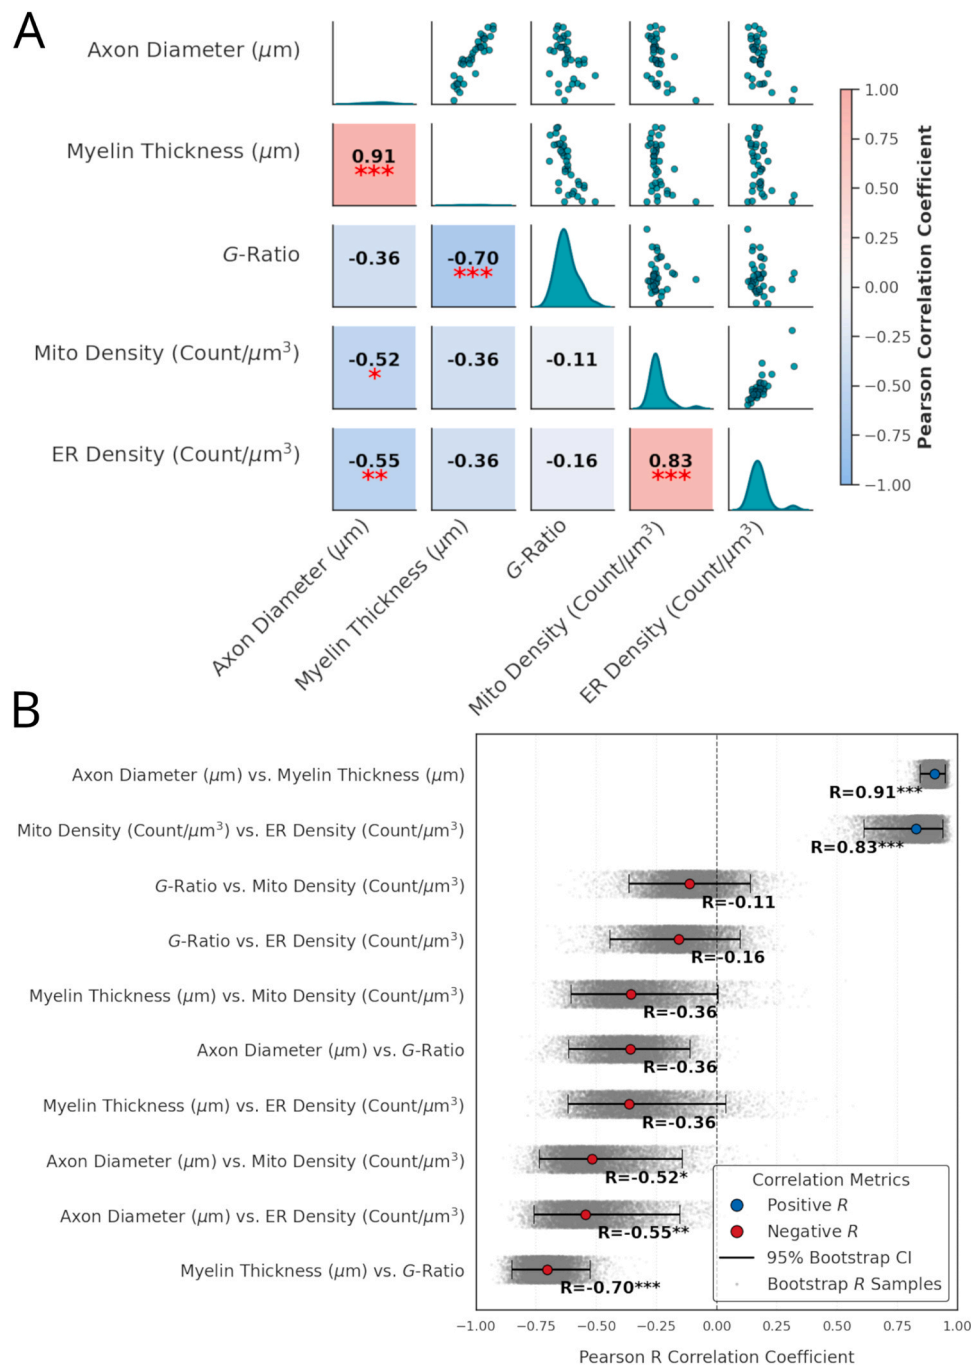 A
Axon Diameter (μm)
Myelin Thickness (μm)
0.91
***
G-Ratio
-0.36
-0.70
***
Mito Density (Count/μm³)
-0.52
*
-0.36
-0.11
ER Density (Count/μm³)
-0.55
**
-0.36
-0.16
0.83
***
Axon Diameter (μm)
Myelin Thickness (μm)
G-Ratio
Mito Density (Count/μm³)
ER Density (Count/μm³)
1.00
0.75
0.50
0.25
0.00
−0.25
−0.50
−0.75
−1.00
Pearson Correlation Coefficient
B
Axon Diameter (μm) vs. Myelin Thickness (μm)
R=0.91***
Mito Density (Count/μm³) vs. ER Density (Count/μm³)
R=0.83***
G-Ratio vs. Mito Density (Count/μm³)
R=-0.11
G-Ratio vs. ER Density (Count/μm³)
R=-0.16
Myelin Thickness (μm) vs. Mito Density (Count/μm³)
R=-0.36
Axon Diameter (μm) vs. G-Ratio
R=-0.36
Myelin Thickness (μm) vs. ER Density (Count/μm³)
R=-0.36
Axon Diameter (μm) vs. Mito Density (Count/μm³)
R=-0.52*
Axon Diameter (μm) vs. ER Density (Count/μm³)
R=-0.55**
Myelin Thickness (μm) vs. G-Ratio
R=-0.70***
Correlation Metrics
Positive R
Negative R
95% Bootstrap CI
Bootstrap R Samples
−1.00 −0.75 −0.50 −0.25 0.00 0.25 0.50 0.75 1.00
Pearson R Correlation Coefficient